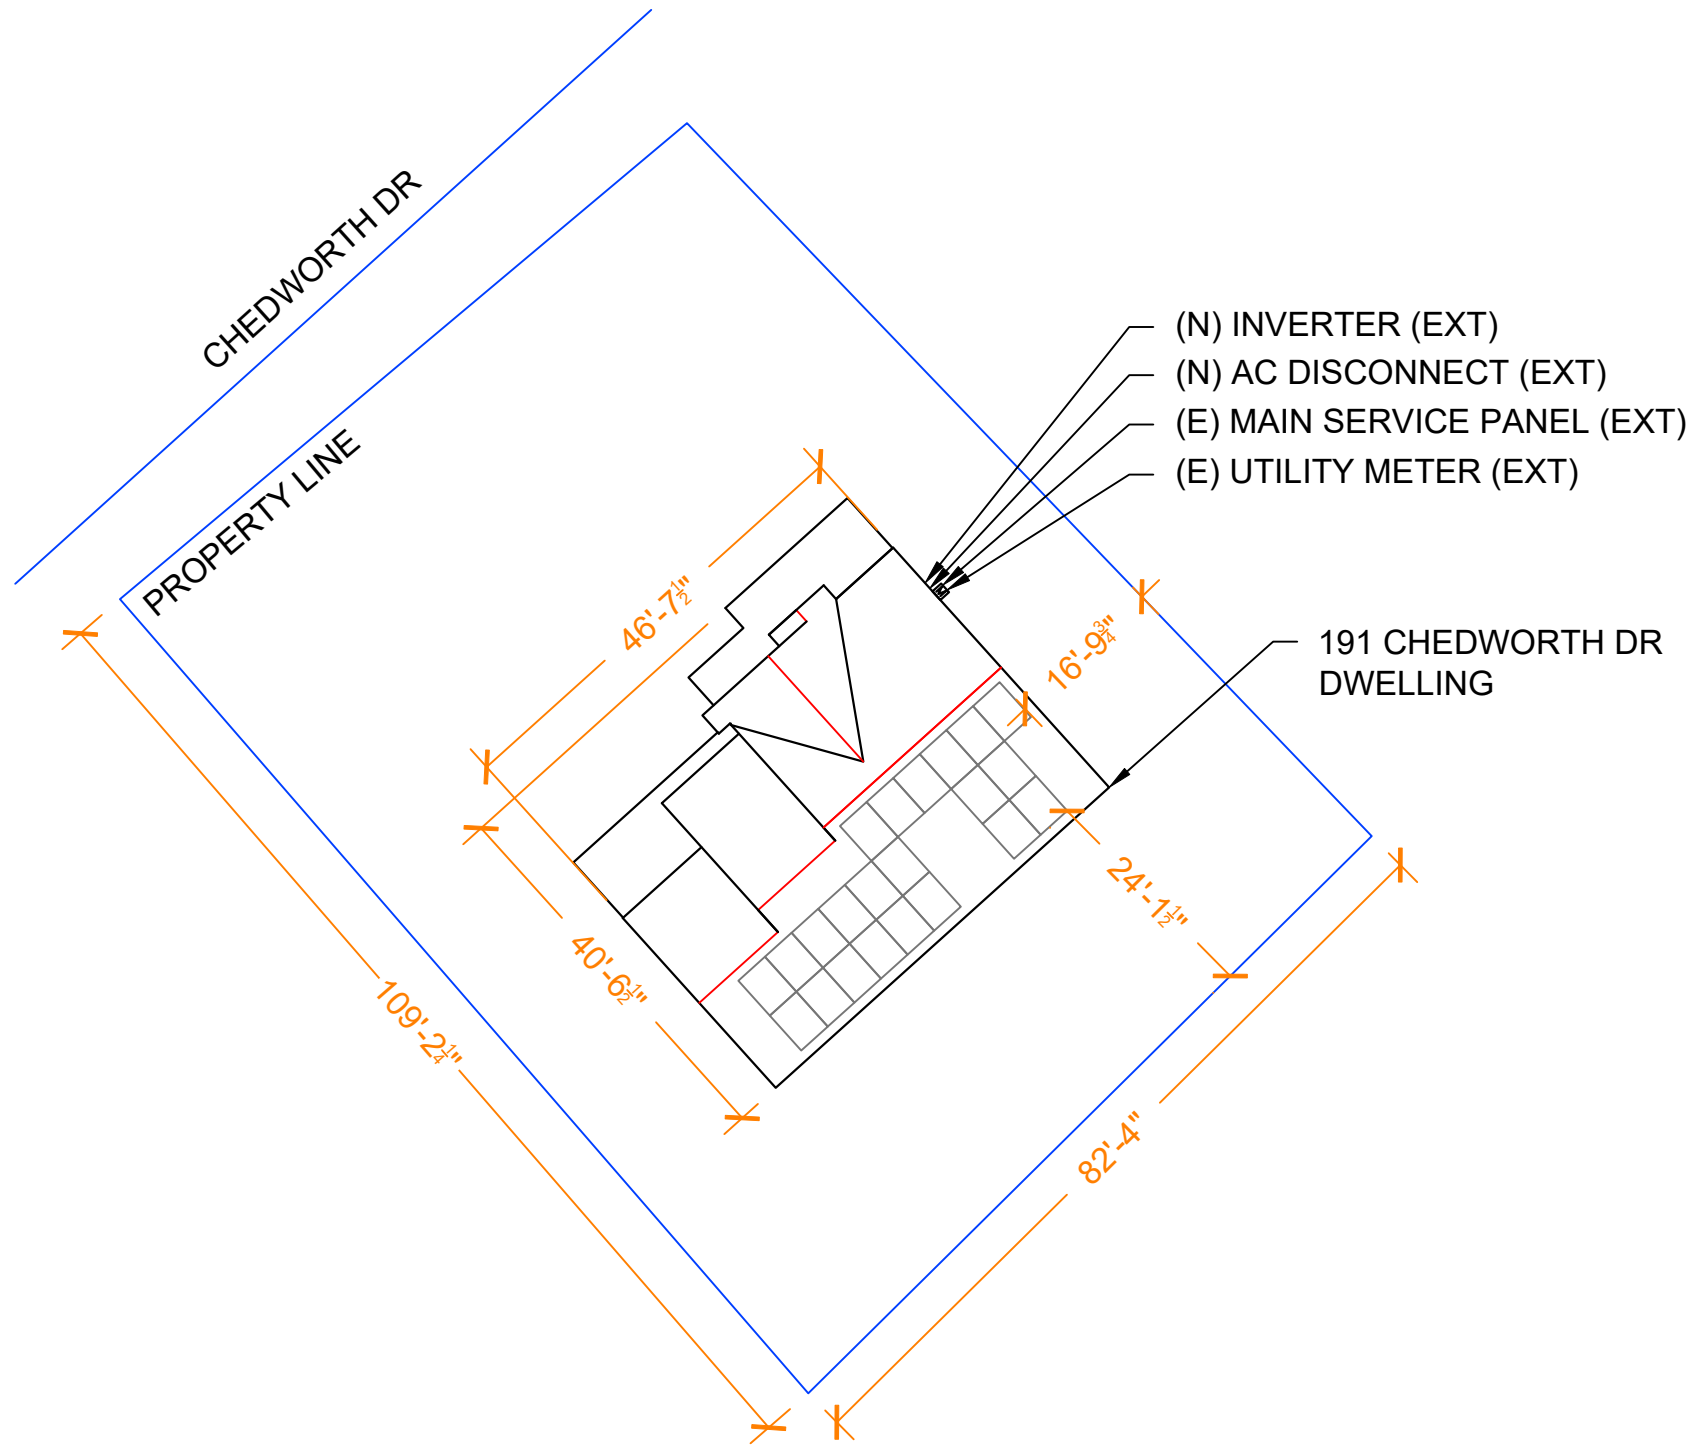 CHEDWORTH DR
PROPERTY LINE
(N) INVERTER (EXT)
(N) AC DISCONNECT (EXT)
(E) MAIN SERVICE PANEL (EXT)
(E) UTILITY METER (EXT)
46'-7½"
16'-9¾"
191 CHEDWORTH DR
DWELLING
24'-1½"
40'-6½"
109'-2¼"
82'-4"